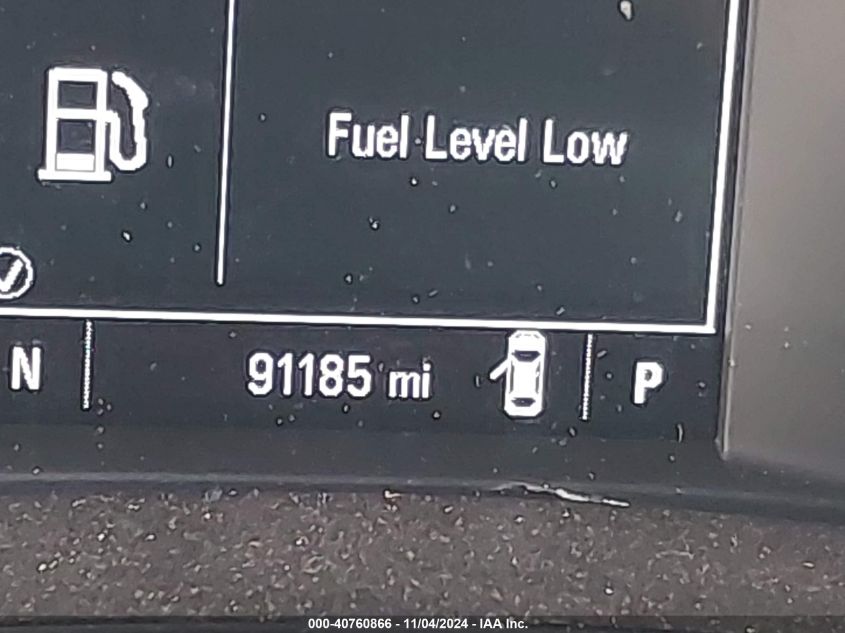 Fuel Level Low
N 91185 mi P
000-40760866 - 11/04/2024 - IAA Inc.